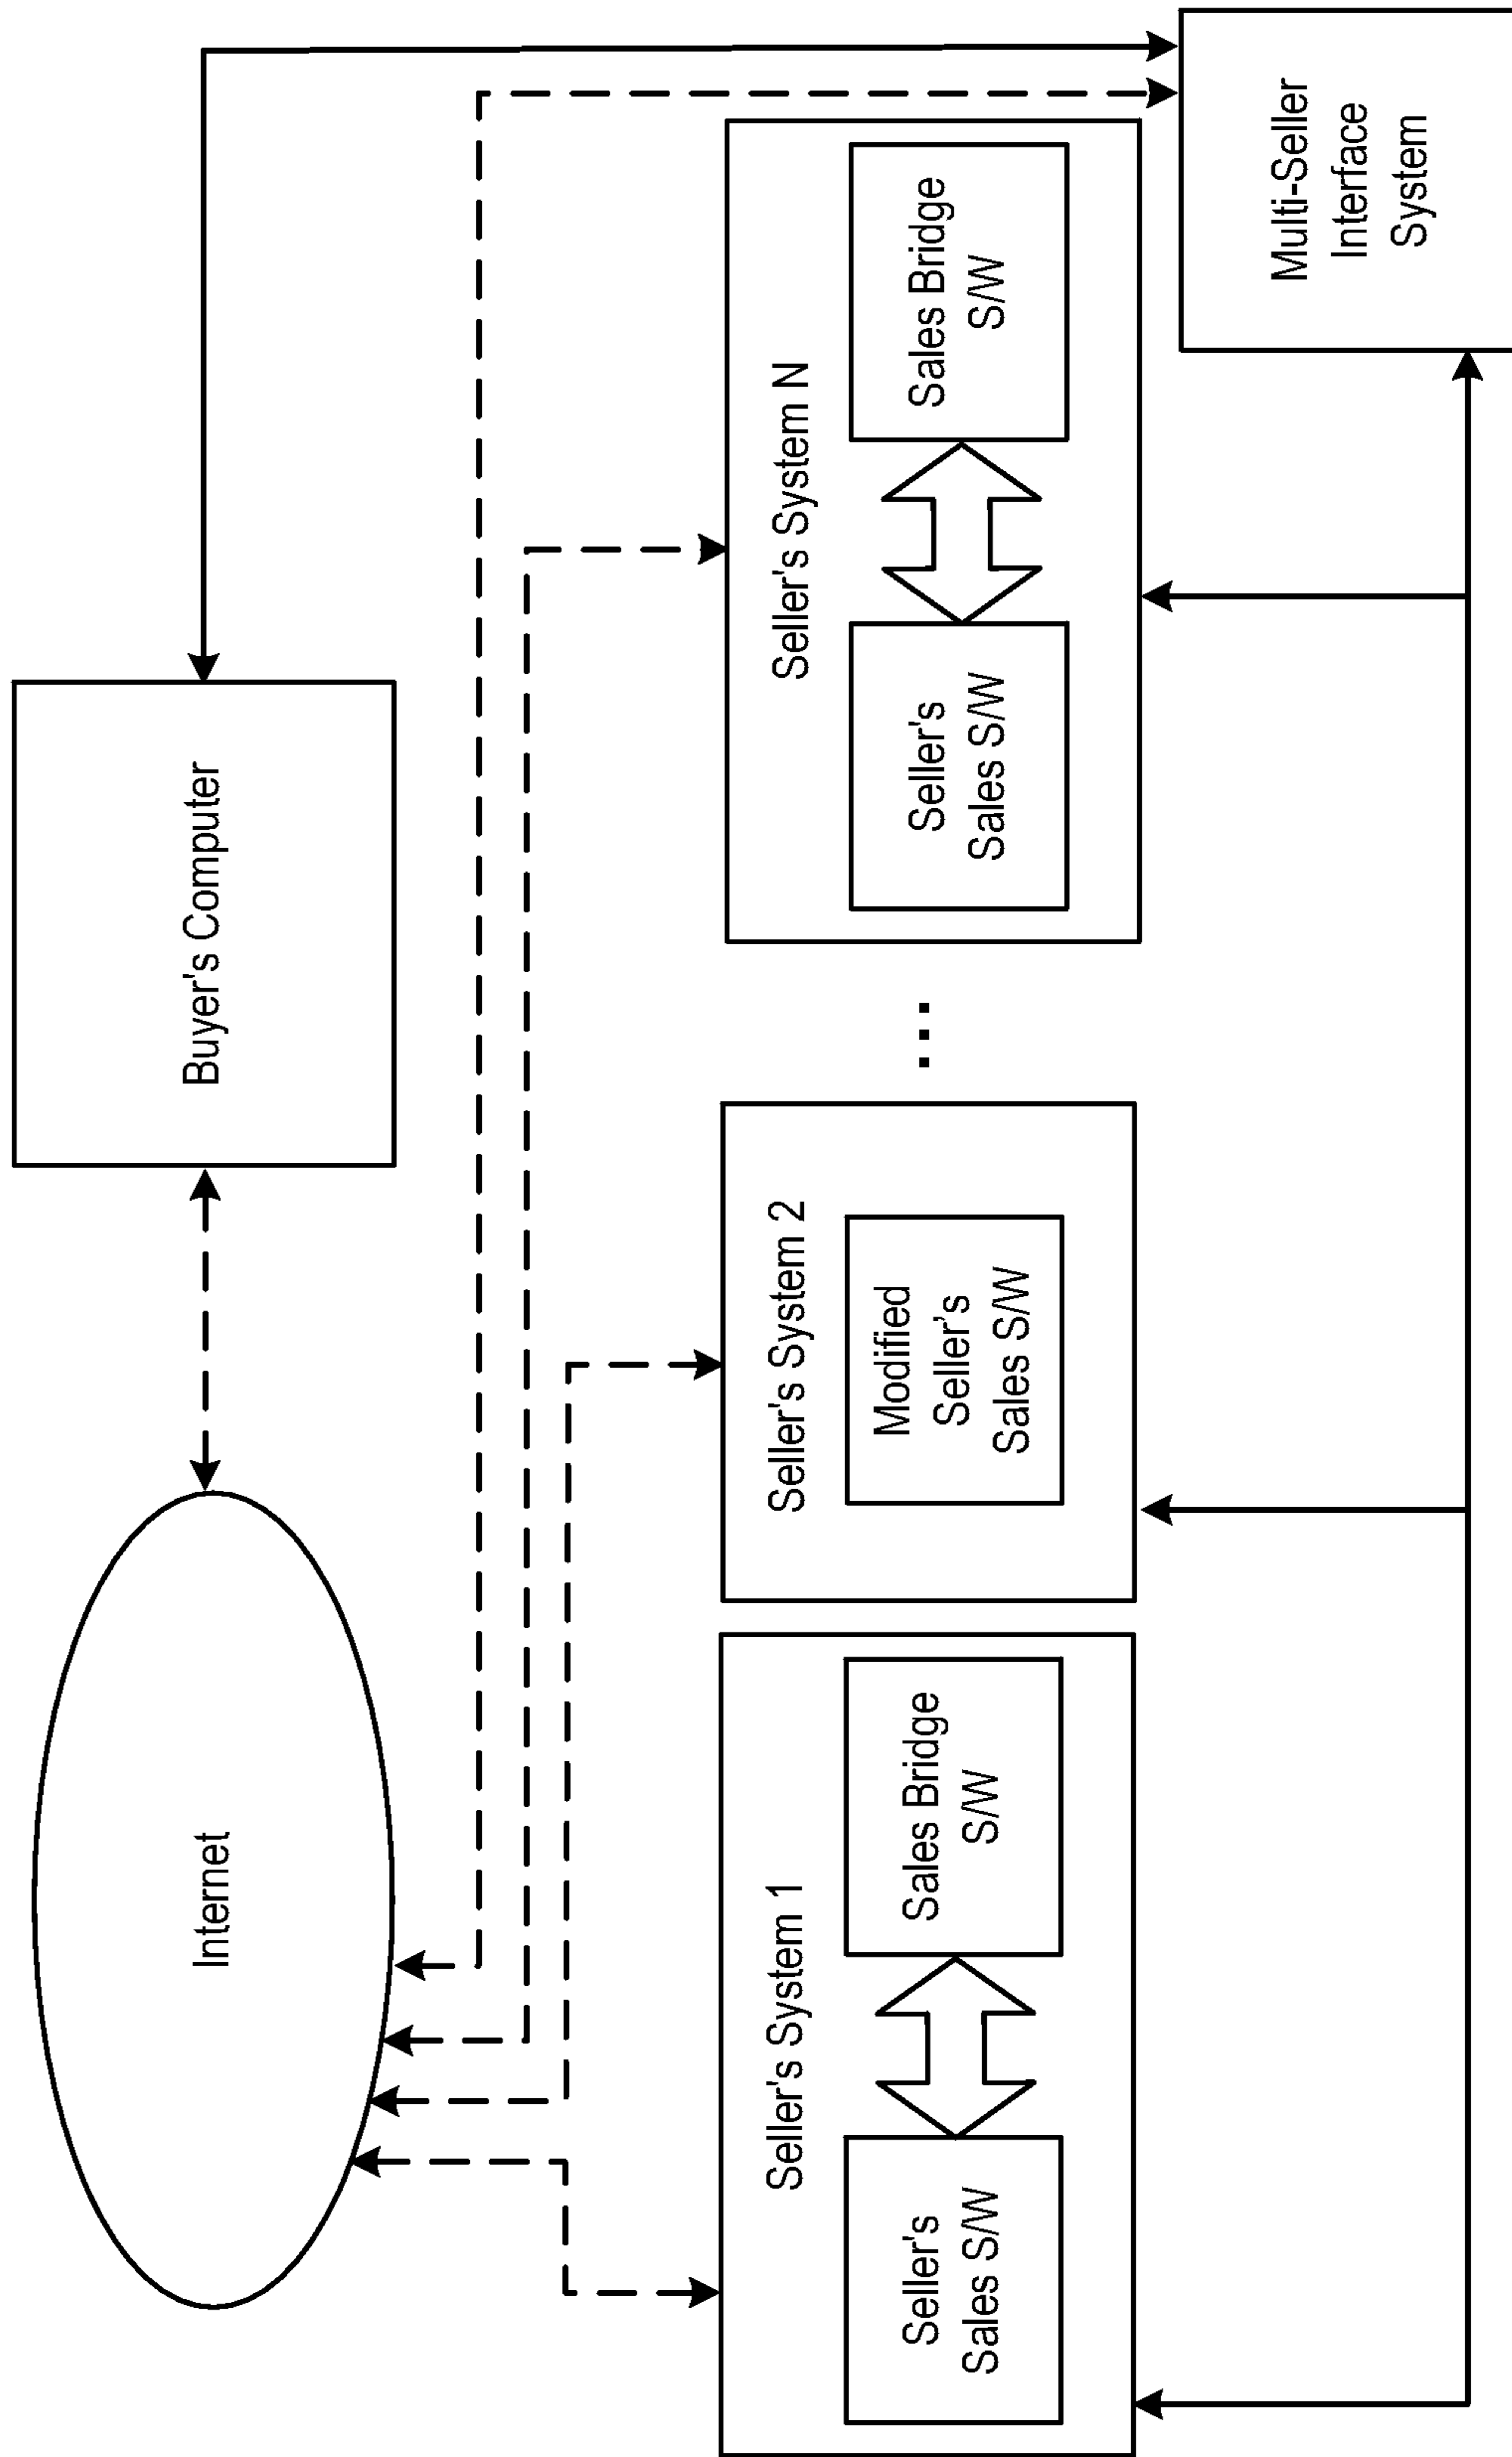 Internet
Buyer's Computer
Seller's System 1
Seller's
Sales S/W
Sales Bridge
S/W
Seller's System 2
Modified
Seller's
Sales S/W
...
Seller's System N
Seller's
Sales S/W
Sales Bridge
S/W
Multi-Seller
Interface
System